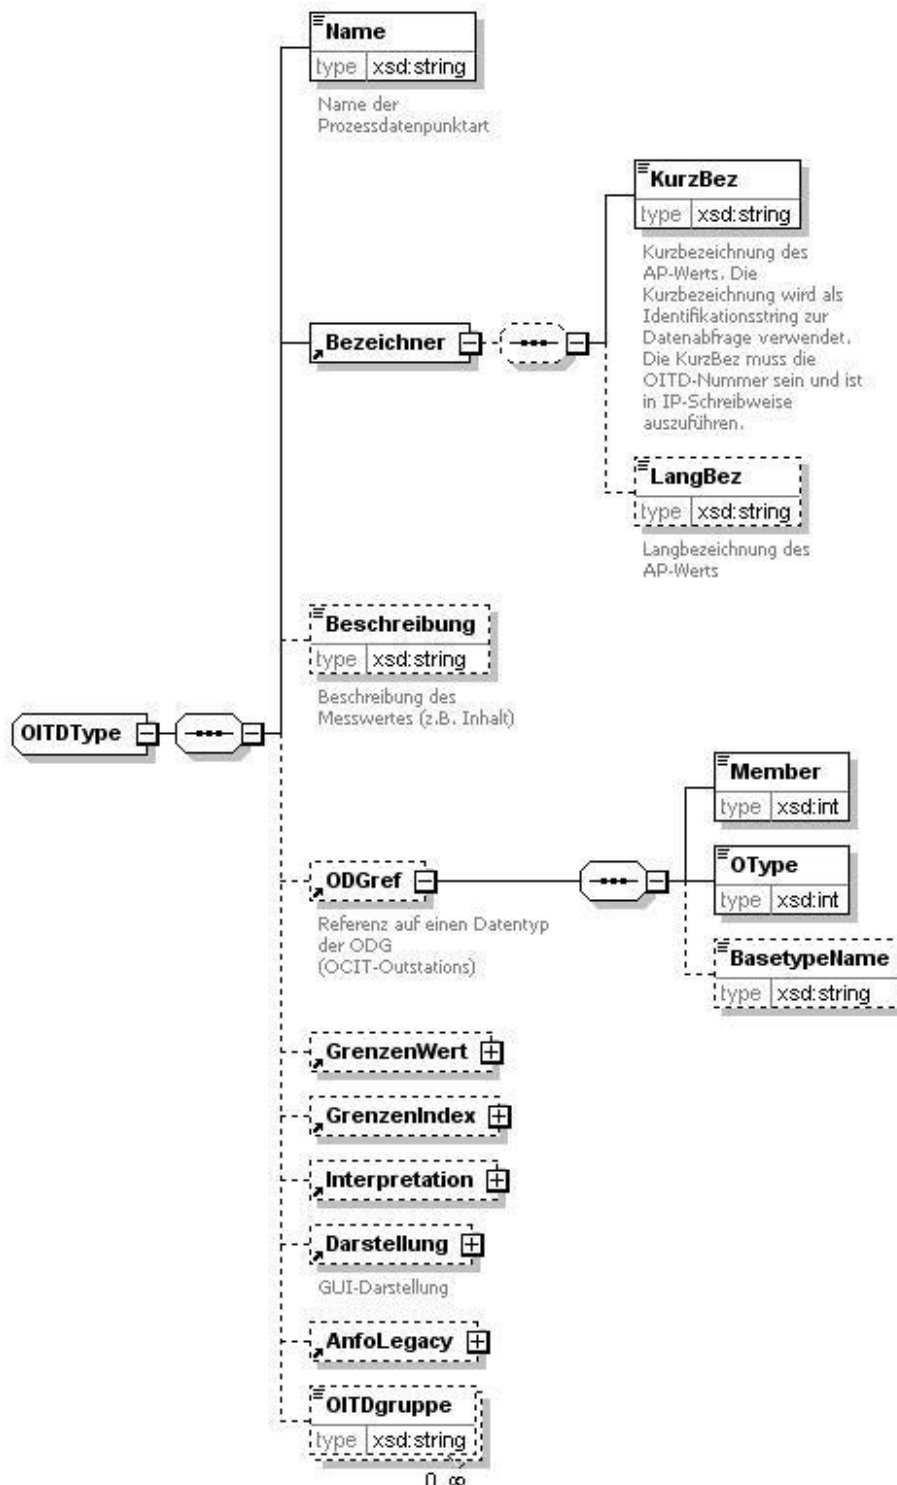 Name
type xsd:string
Name der
Prozessdatenpunktart
KurzBez
type xsd:string
Kurzbezeichnung des
AP-Werts. Die
Kurzbezeichnung wird als
Identifikationsstring zur
Datenabfrage verwendet.
Die KurzBez muss die
OITD-Nummer sein und ist
in IP-Schreibweise
auszuführen.
Bezeichner
LangBez
type xsd:string
Langbezeichnung des
AP-Werts
Beschreibung
type xsd:string
Beschreibung des
Messwertes (z.B. Inhalt)
OITDType
Member
type xsd:int
OType
type xsd:int
BasetypeName
type xsd:string
ODGref
Referenz auf einen Datentyp
der ODG
(OCIT-Outstations)
GrenzenWert
GrenzenIndex
Interpretation
Darstellung
GUI-Darstellung
AnfoLegacy
OITDgruppe
type xsd:string
0..∞